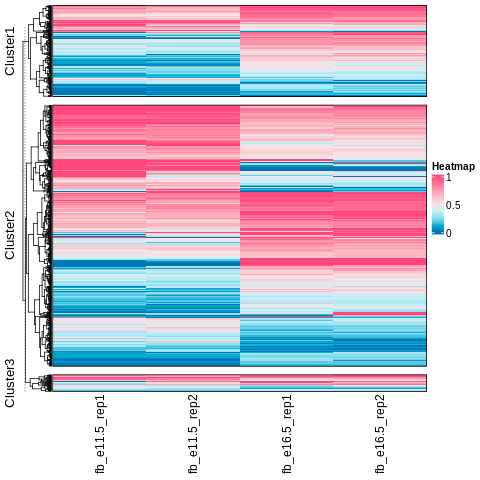 Cluster1
Cluster2
Cluster3
Heatmap
1
0.5
0
fb_e11.5_rep1
fb_e11.5_rep2
fb_e16.5_rep1
fb_e16.5_rep2